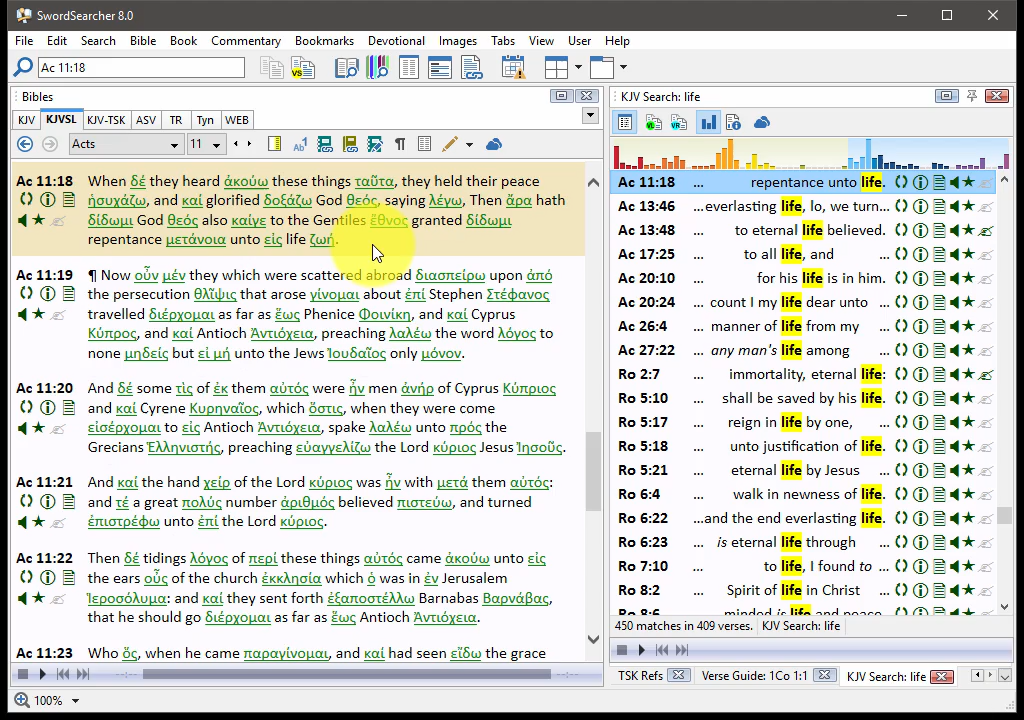 SwordSearcher 8.0
File Edit Search Bible Book Commentary Bookmarks Devotional Images Tabs View User Help
Ac 11:18
Bibles
KJV KJVSL KJV-TSK ASV TR Tyn WEB
Acts 11
Ac 11:18 When δέ they heard ἀκούω these things ταῦτα, they held their peace
ἡσυχάζω, and καί glorified δοξάζω God θεός, saying λέγω, Then ἄρα hath
δίδωμι God θεός also καίγε to the Gentiles ἔθνος granted δίδωμι
repentance μετάνοια unto εἰς life ζωή.
Ac 11:19 ¶ Now οὖν μέν they which were scattered abroad διασπείρω upon ἀπό
the persecution θλῖψις that arose γίνομαι about ἐπί Stephen Στέφανος
travelled διέρχομαι as far as ἕως Phenice Φοινίκη, and καί Cyprus
Κύπρος, and καί Antioch Ἀντιόχεια, preaching λαλέω the word λόγος to
none μηδείς but εἰ μή unto the Jews Ἰουδαῖος only μόνον.
Ac 11:20 And δέ some τὶς of ἐκ them αὐτός were ἦν men ἀνήρ of Cyprus Κύπριος
and καί Cyrene Κυρηναῖος, which ὅστις, when they were come
εἰσέρχομαι to εἰς Antioch Ἀντιόχεια, spake λαλέω unto πρός the
Grecians Ἑλληνιστής, preaching εὐαγγελίζω the Lord κύριος Jesus Ἰησοῦς.
Ac 11:21 And καί the hand χείρ of the Lord κύριος was ἦν with μετά them αὐτός:
and τέ a great πολύς number ἀριθμός believed πιστεύω, and turned
ἐπιστρέφω unto ἐπί the Lord κύριος.
Ac 11:22 Then δέ tidings λόγος of περί these things αὐτός came ἀκούω unto εἰς
the ears οὖς of the church ἐκκλησία which ὁ was in ἐν Jerusalem
Ἱεροσόλυμα: and καί they sent forth ἐξαποστέλλω Barnabas Βαρνάβας,
that he should go διέρχομαι as far as ἕως Antioch Ἀντιόχεια.
Ac 11:23 Who ὅς, when he came παραγίνομαι, and καί had seen εἴδω the grace
100%
KJV Search: life
Ac 11:18 ... repentance unto life.
Ac 13:46 ...everlasting life, lo, we turn...
Ac 13:48 ... to eternal life believed.
Ac 17:25 ... to all life, and ...
Ac 20:10 ... for his life is in him.
Ac 20:24 ... count I my life dear unto ...
Ac 26:4 ... manner of life from my ...
Ac 27:22 ... any man's life among ...
Ro 2:7 ... immortality, eternal life:
Ro 5:10 ... shall be saved by his life.
Ro 5:17 ... reign in life by one, ...
Ro 5:18 ... unto justification of life.
Ro 5:21 ... eternal life by Jesus ...
Ro 6:4 ... walk in newness of life.
Ro 6:22 ...and the end everlasting life.
Ro 6:23 ... is eternal life through ...
Ro 7:10 ... to life, I found to ...
Ro 8:2 ... Spirit of life in Christ ...
Ro 8:6 ... minded is life and peace.
450 matches in 409 verses. KJV Search: life
TSK Refs Verse Guide: 1Co 1:1 KJV Search: life